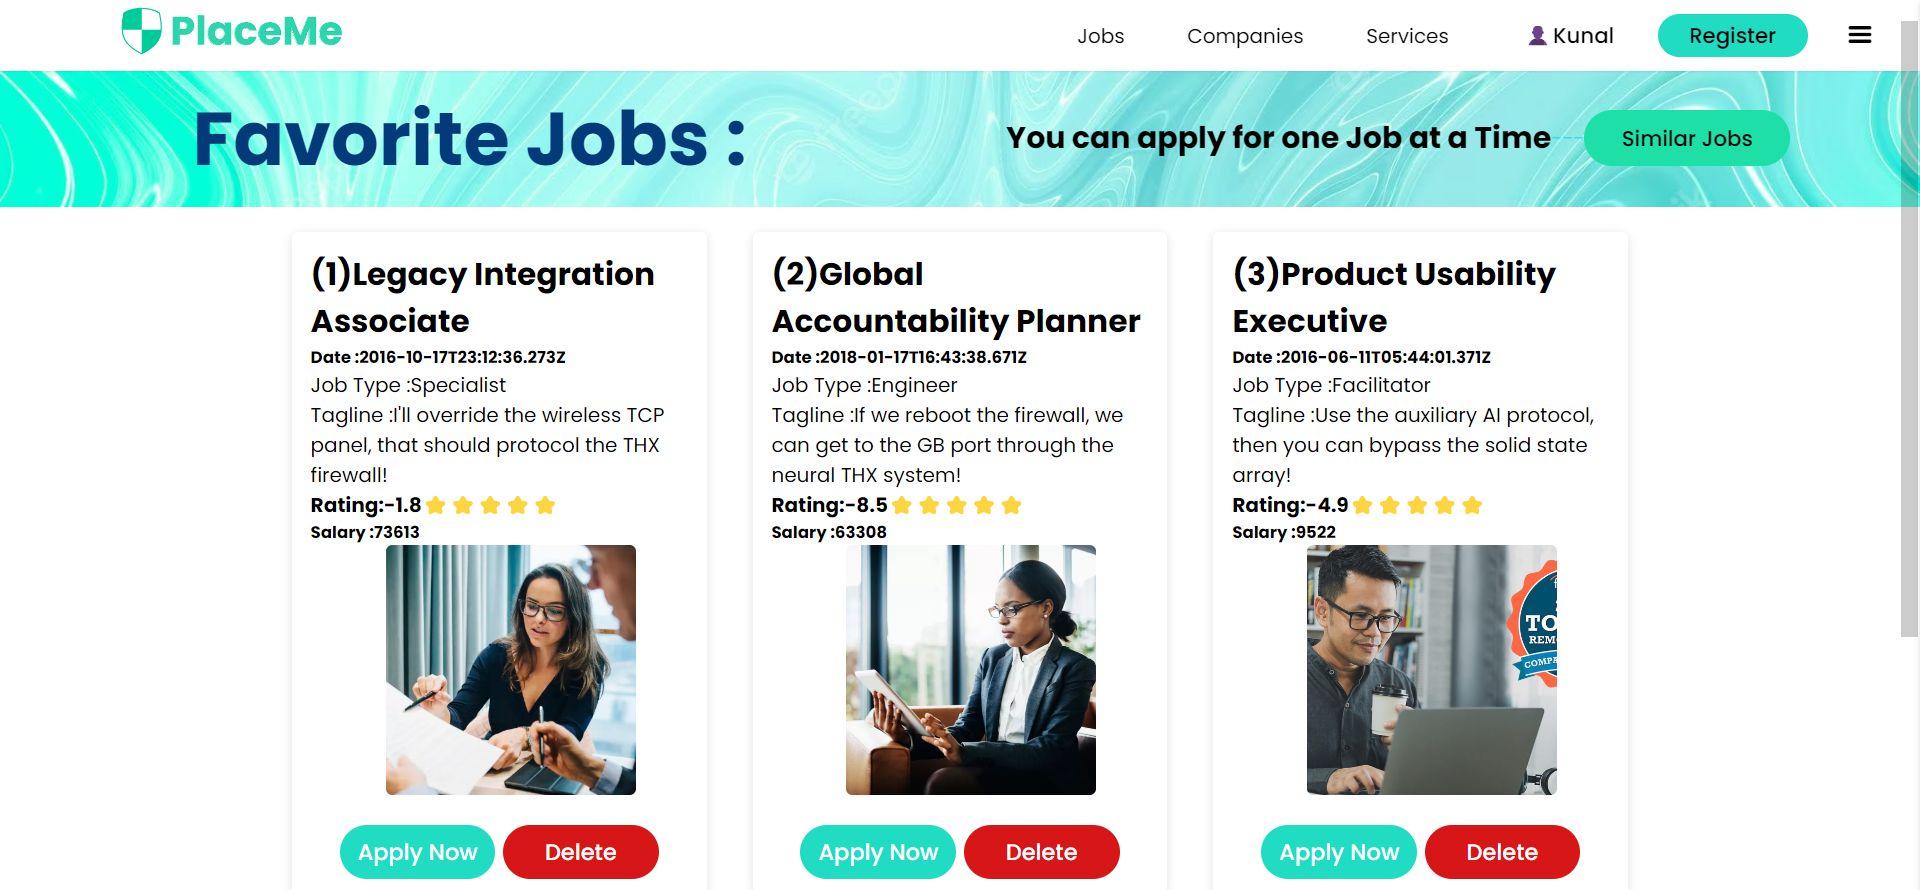 PlaceMe
Jobs
Companies
Services
Kunal
Register
Favorite Jobs :
You can apply for one Job at a Time
Similar Jobs
(1)Legacy Integration
Associate
Date :2016-10-17T23:12:36.273Z
Job Type :Specialist
Tagline :I'll override the wireless TCP
panel, that should protocol the THX
firewall!
Rating:-1.8
Salary :73613
Apply Now
Delete
(2)Global
Accountability Planner
Date :2018-01-17T16:43:38.671Z
Job Type :Engineer
Tagline :If we reboot the firewall, we
can get to the GB port through the
neural THX system!
Rating:-8.5
Salary :63308
Apply Now
Delete
(3)Product Usability
Executive
Date :2016-06-11T05:44:01.371Z
Job Type :Facilitator
Tagline :Use the auxiliary AI protocol,
then you can bypass the solid state
array!
Rating:-4.9
Salary :9522
TO
REM
COMPA
Apply Now
Delete